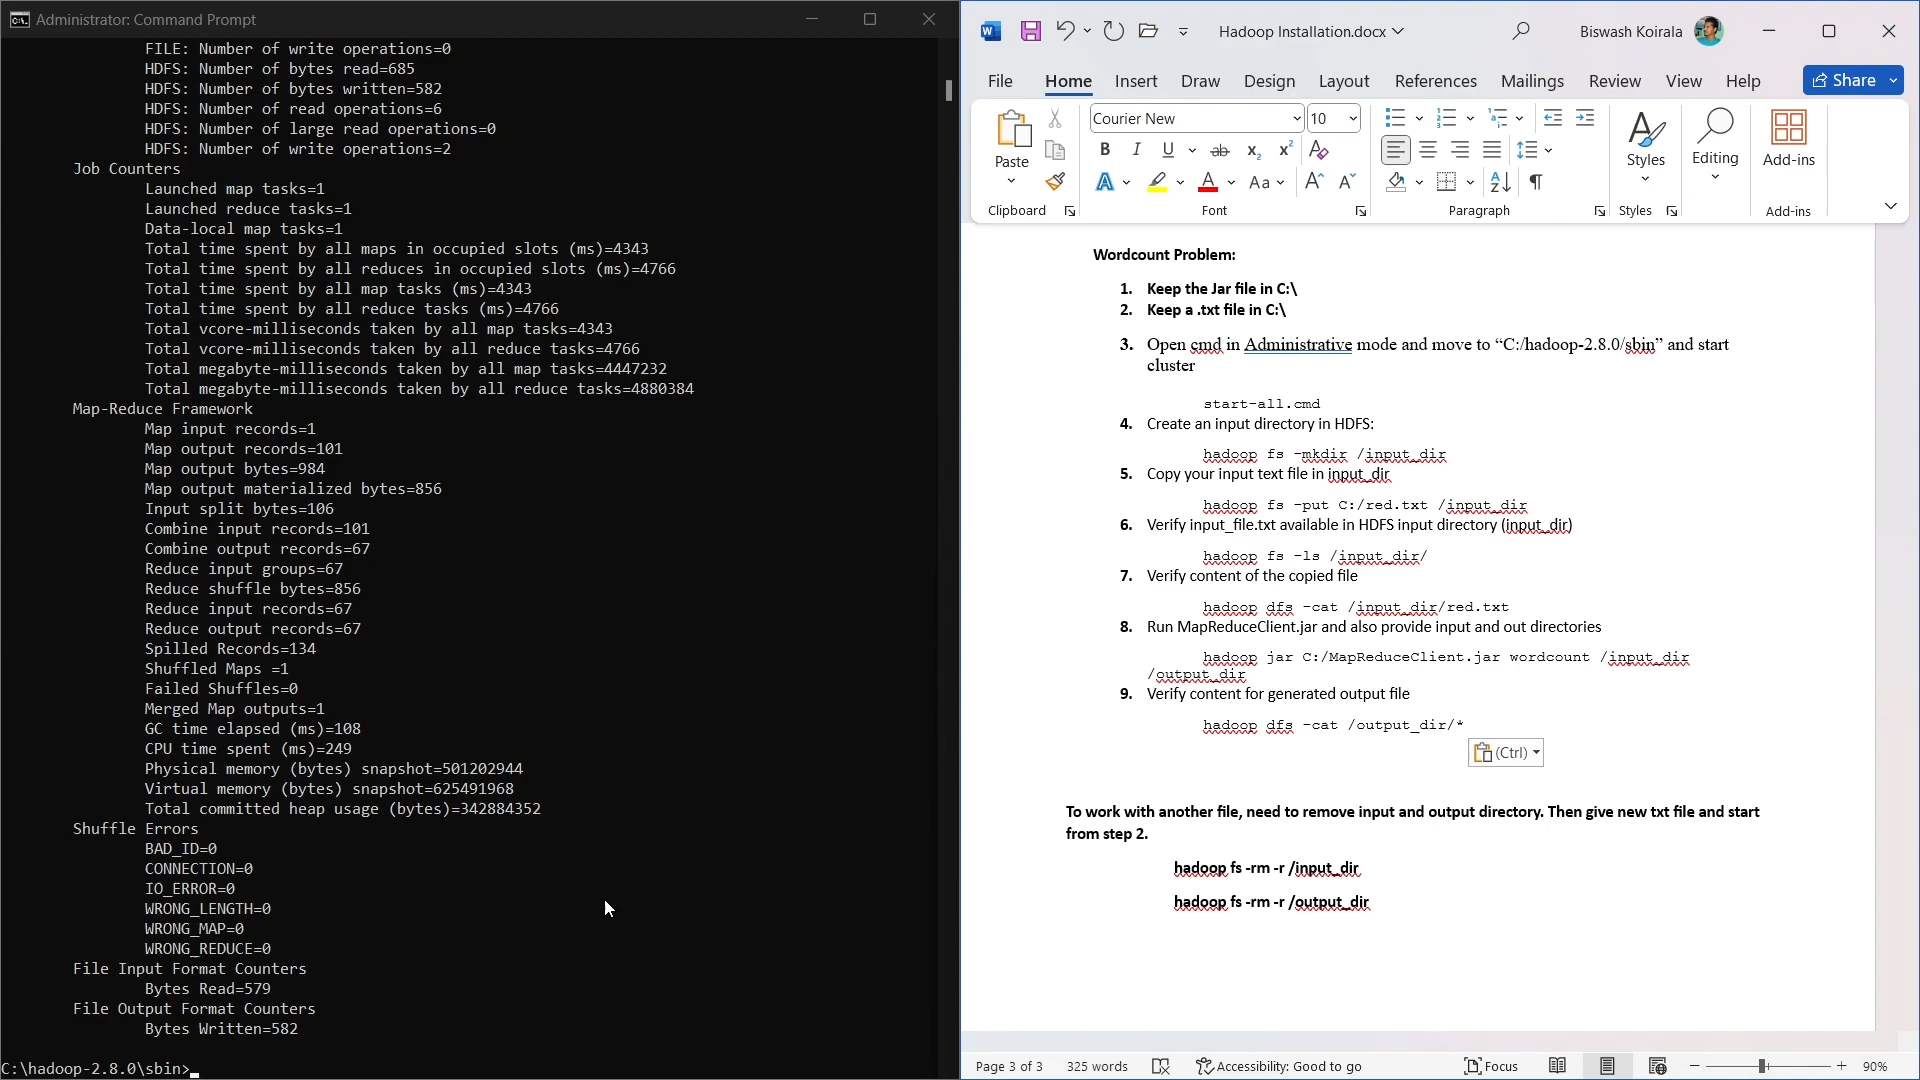 Administrator: Command Prompt
FILE: Number of write operations=0
HDFS: Number of bytes read=685
HDFS: Number of bytes written=582
HDFS: Number of read operations=6
HDFS: Number of large read operations=0
HDFS: Number of write operations=2
Job Counters
Launched map tasks=1
Launched reduce tasks=1
Data-local map tasks=1
Total time spent by all maps in occupied slots (ms)=4343
Total time spent by all reduces in occupied slots (ms)=4766
Total time spent by all map tasks (ms)=4343
Total time spent by all reduce tasks (ms)=4766
Total vcore-milliseconds taken by all map tasks=4343
Total vcore-milliseconds taken by all reduce tasks=4766
Total megabyte-milliseconds taken by all map tasks=4447232
Total megabyte-milliseconds taken by all reduce tasks=4880384
Map-Reduce Framework
Map input records=1
Map output records=101
Map output bytes=984
Map output materialized bytes=856
Input split bytes=106
Combine input records=101
Combine output records=67
Reduce input groups=67
Reduce shuffle bytes=856
Reduce input records=67
Reduce output records=67
Spilled Records=134
Shuffled Maps =1
Failed Shuffles=0
Merged Map outputs=1
GC time elapsed (ms)=108
CPU time spent (ms)=249
Physical memory (bytes) snapshot=501202944
Virtual memory (bytes) snapshot=625491968
Total committed heap usage (bytes)=342884352
Shuffle Errors
BAD_ID=0
CONNECTION=0
IO_ERROR=0
WRONG_LENGTH=0
WRONG_MAP=0
WRONG_REDUCE=0
File Input Format Counters
Bytes Read=579
File Output Format Counters
Bytes Written=582
C:\hadoop-2.8.0\sbin>
Hadoop Installation.docx
Biswash Koirala
File Home Insert Draw Design Layout References Mailings Review View Help Share
Courier New 10
Paste
Styles Editing Add-ins
Clipboard Font Paragraph Styles Add-ins
Wordcount Problem:
1. Keep the Jar file in C:\
2. Keep a .txt file in C:\
3. Open cmd in Administrative mode and move to “C:/hadoop-2.8.0/sbin” and start
cluster
start-all.cmd
4. Create an input directory in HDFS:
hadoop fs -mkdir /input_dir
5. Copy your input text file in input_dir
hadoop fs -put C:/red.txt /input_dir
6. Verify input_file.txt available in HDFS input directory (input_dir)
hadoop fs -ls /input_dir/
7. Verify content of the copied file
hadoop dfs -cat /input_dir/red.txt
8. Run MapReduceClient.jar and also provide input and out directories
hadoop jar C:/MapReduceClient.jar wordcount /input_dir
/output_dir
9. Verify content for generated output file
hadoop dfs -cat /output_dir/*
(Ctrl)
To work with another file, need to remove input and output directory. Then give new txt file and start
from step 2.
hadoop fs -rm -r /input_dir
hadoop fs -rm -r /output_dir
Page 3 of 3 325 words Accessibility: Good to go Focus 90%